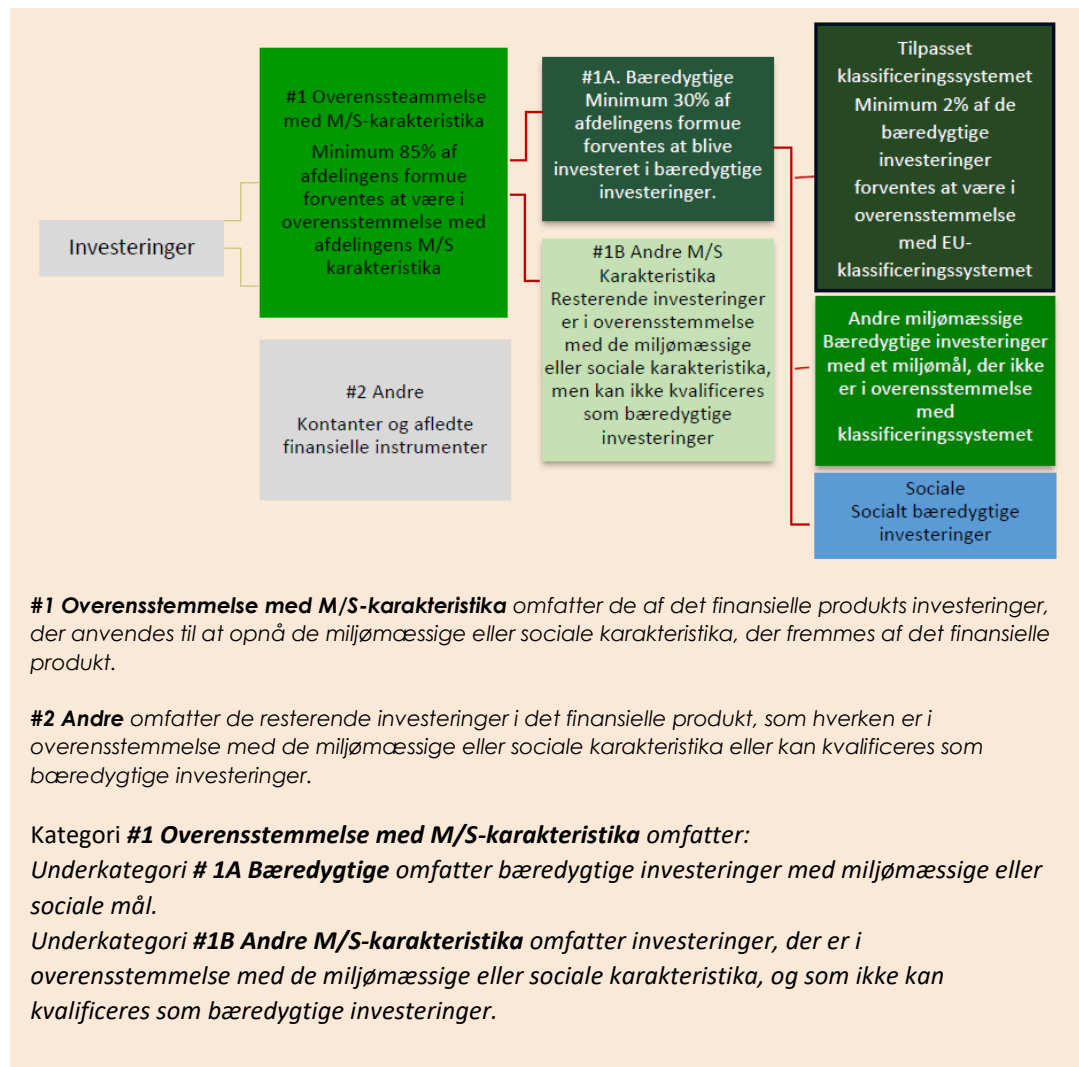 Investeringer
#1 Overenssteammelse
med M/S-karakteristika
Minimum 85% af
afdelingens formue
forventes at være i
overensstemmelse med
afdelingens M/S
karakteristika
#2 Andre
Kontanter og afledte
finansielle instrumenter
#1A. Bæredygtige
Minimum 30% af
afdelingens formue
forventes at blive
investeret i bæredygtige
investeringer.
#1B Andre M/S
Karakteristika
Resterende investeringer
er i overensstemmelse
med de miljømæssige
eller sociale karakteristika,
men kan ikke kvalificeres
som bæredygtige
investeringer
Tilpasset
klassificeringssystemet
Minimum 2% af de
bæredygtige
investeringer
forventes at være i
overensstemmelse
med EU-
klassificeringssystemet
Andre miljømæssige
Bæredygtige investeringer
med et miljømål, der ikke
er i overensstemmelse
med
klassificeringssystemet
Sociale
Socialt bæredygtige
investeringer
#1 Overensstemmelse med M/S-karakteristika omfatter de af det finansielle produkts investeringer,
der anvendes til at opnå de miljømæssige eller sociale karakteristika, der fremmes af det finansielle
produkt.
#2 Andre omfatter de resterende investeringer i det finansielle produkt, som hverken er i
overensstemmelse med de miljømæssige eller sociale karakteristika eller kan kvalificeres som
bæredygtige investeringer.
Kategori #1 Overensstemmelse med M/S-karakteristika omfatter:
Underkategori # 1A Bæredygtige omfatter bæredygtige investeringer med miljømæssige eller
sociale mål.
Underkategori #1B Andre M/S-karakteristika omfatter investeringer, der er i
overensstemmelse med de miljømæssige eller sociale karakteristika, og som ikke kan
kvalificeres som bæredygtige investeringer.